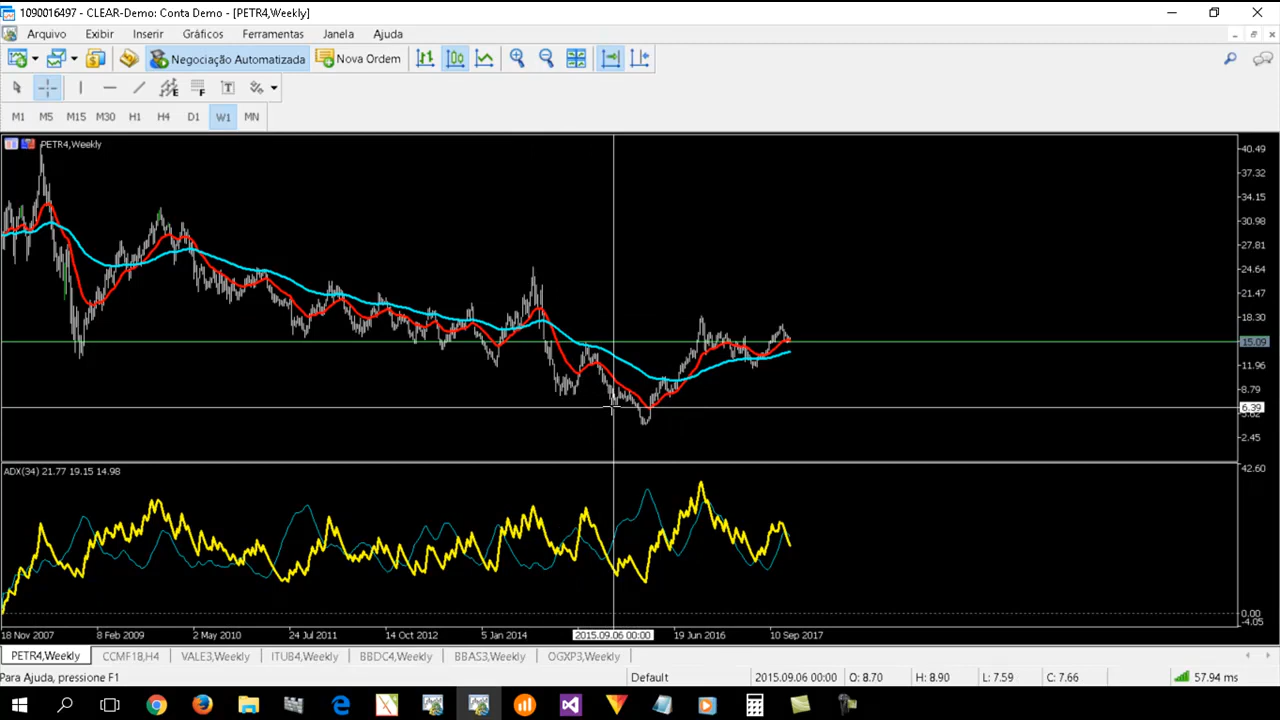 1090016497 - CLEAR-Demo: Conta Demo - [PETR4,Weekly]
Arquivo Exibir Inserir Gráficos Ferramentas Janela Ajuda
Negociação Automatizada Nova Ordem
E F T
M1 M5 M15 M30 H1 H4 D1 W1 MN
PETR4,Weekly
40.49
37.32
34.15
30.98
27.81
24.64
21.47
18.30
15.09
11.96
8.79
6.39
2.45
ADX(34) 21.77 19.15 14.98
42.60
0.00
-4.05
18 Nov 2007 8 Feb 2009 2 May 2010 24 Jul 2011 14 Oct 2012 5 Jan 2014 2015.09.06 00:00 19 Jun 2016 10 Sep 2017
PETR4,Weekly CCMF18,H4 VALE3,Weekly ITUB4,Weekly BBDC4,Weekly BBAS3,Weekly OGXP3,Weekly
Para Ajuda, pressione F1 Default 2015.09.06 00:00 O: 8.70 H: 8.90 L: 7.59 C: 7.66 57.94 ms